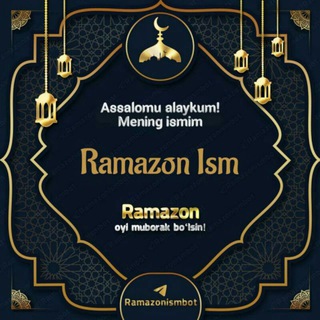 Assalomu alaykum!
Mening ismim
Ramazon Ism
Ramazon
oyi muborak bo'lsin!
Ramazonismbot